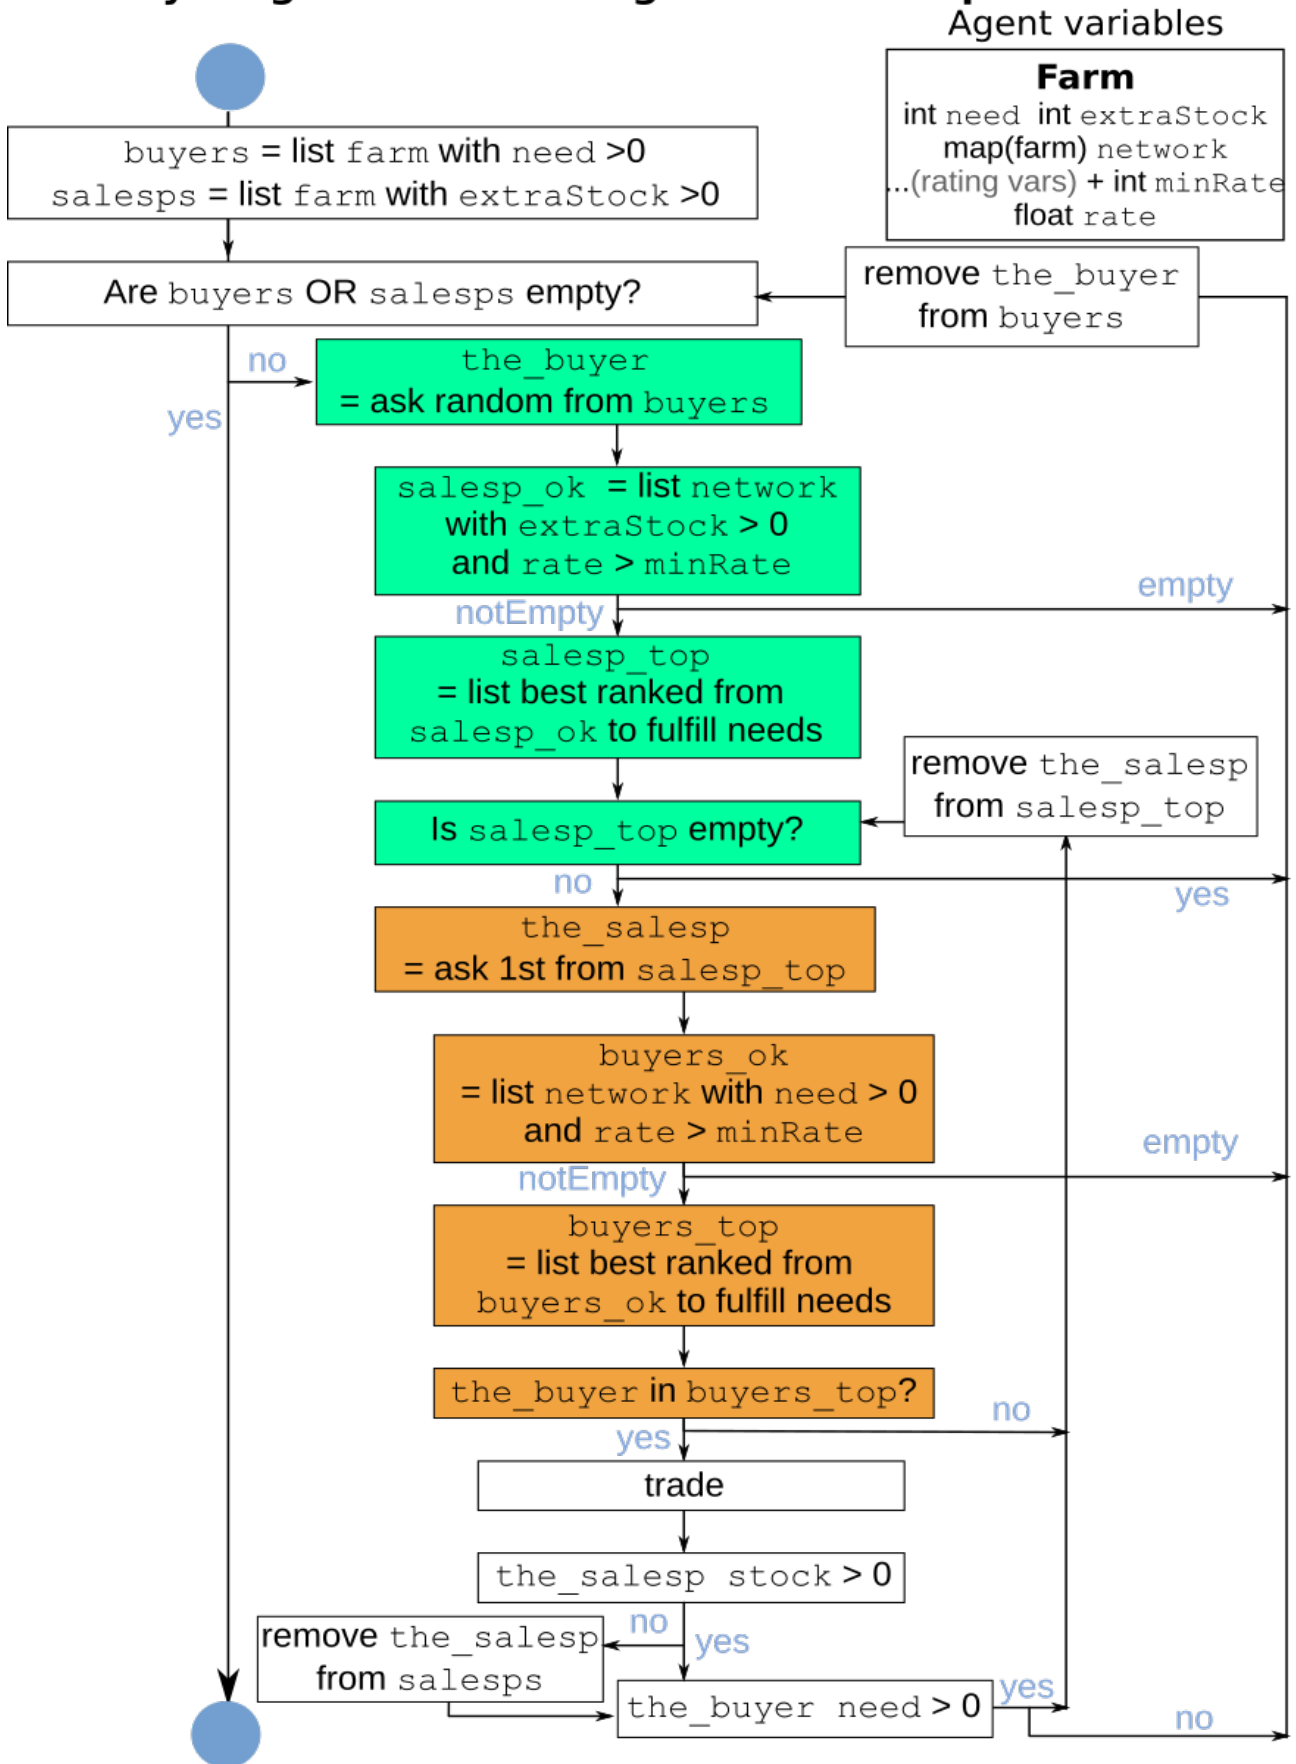 Agent variables
Farm
int need int extraStock
map(farm) network
...(rating vars) + int minRate
float rate
buyers = list farm with need >0
salesps = list farm with extraStock >0
Are buyers OR salesps empty?
remove the_buyer
from buyers
no
yes
the_buyer
= ask random from buyers
salesp_ok = list network
with extraStock > 0
and rate > minRate
empty
notEmpty
salesp_top
= list best ranked from
salesp_ok to fulfill needs
remove the_salesp
from salesp_top
Is salesp_top empty?
no
yes
the_salesp
= ask 1st from salesp_top
buyers_ok
= list network with need > 0
and rate > minRate
empty
notEmpty
buyers_top
= list best ranked from
buyers_ok to fulfill needs
the_buyer in buyers_top?
no
yes
trade
the_salesp stock > 0
no
yes
remove the_salesp
from salesps
the_buyer need > 0
yes
no